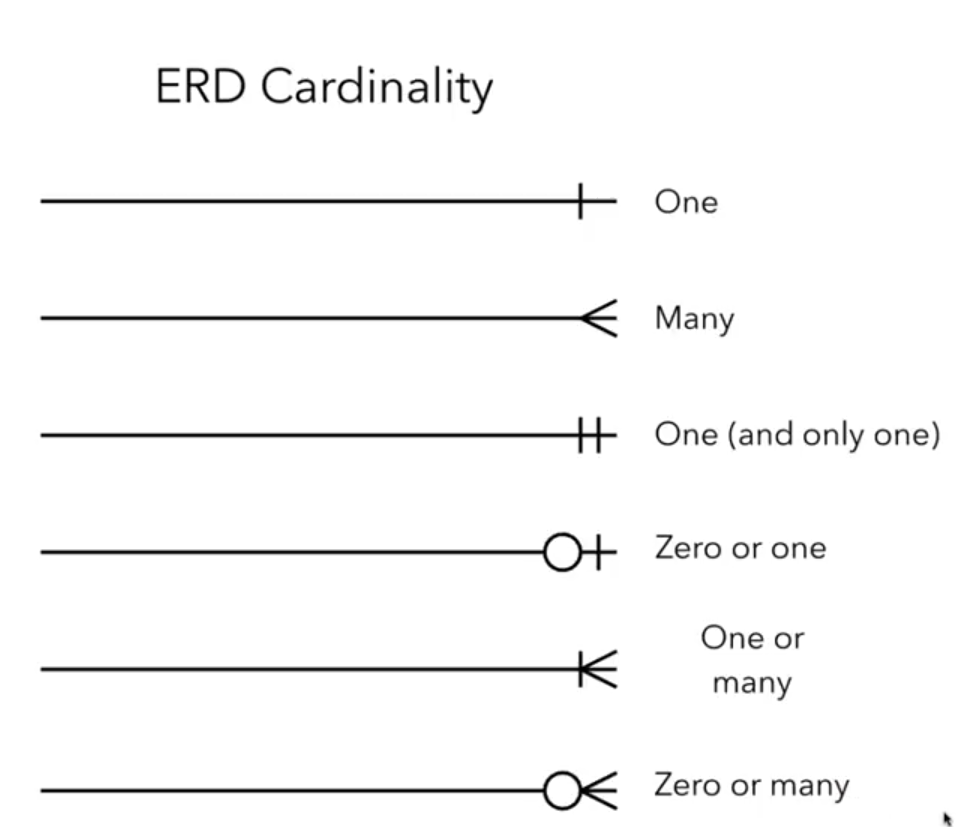 ERD Cardinality
One
Many
One (and only one)
Zero or one
One or
many
Zero or many